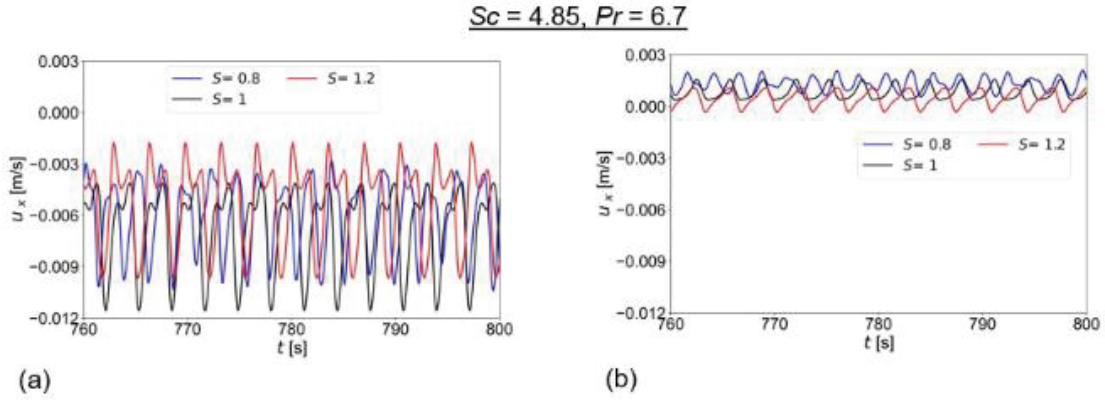 Sc = 4.85, Pr = 6.7
0.003
0.000
−0.003
−0.006
−0.009
−0.012
u x [m/s]
S= 0.8
S= 1.2
S= 1
760
770
780
790
800
t [s]
(a)
0.003
0.000
−0.003
−0.006
−0.009
−0.012
u x [m/s]
S= 0.8
S= 1.2
S= 1
760
770
780
790
800
t [s]
(b)